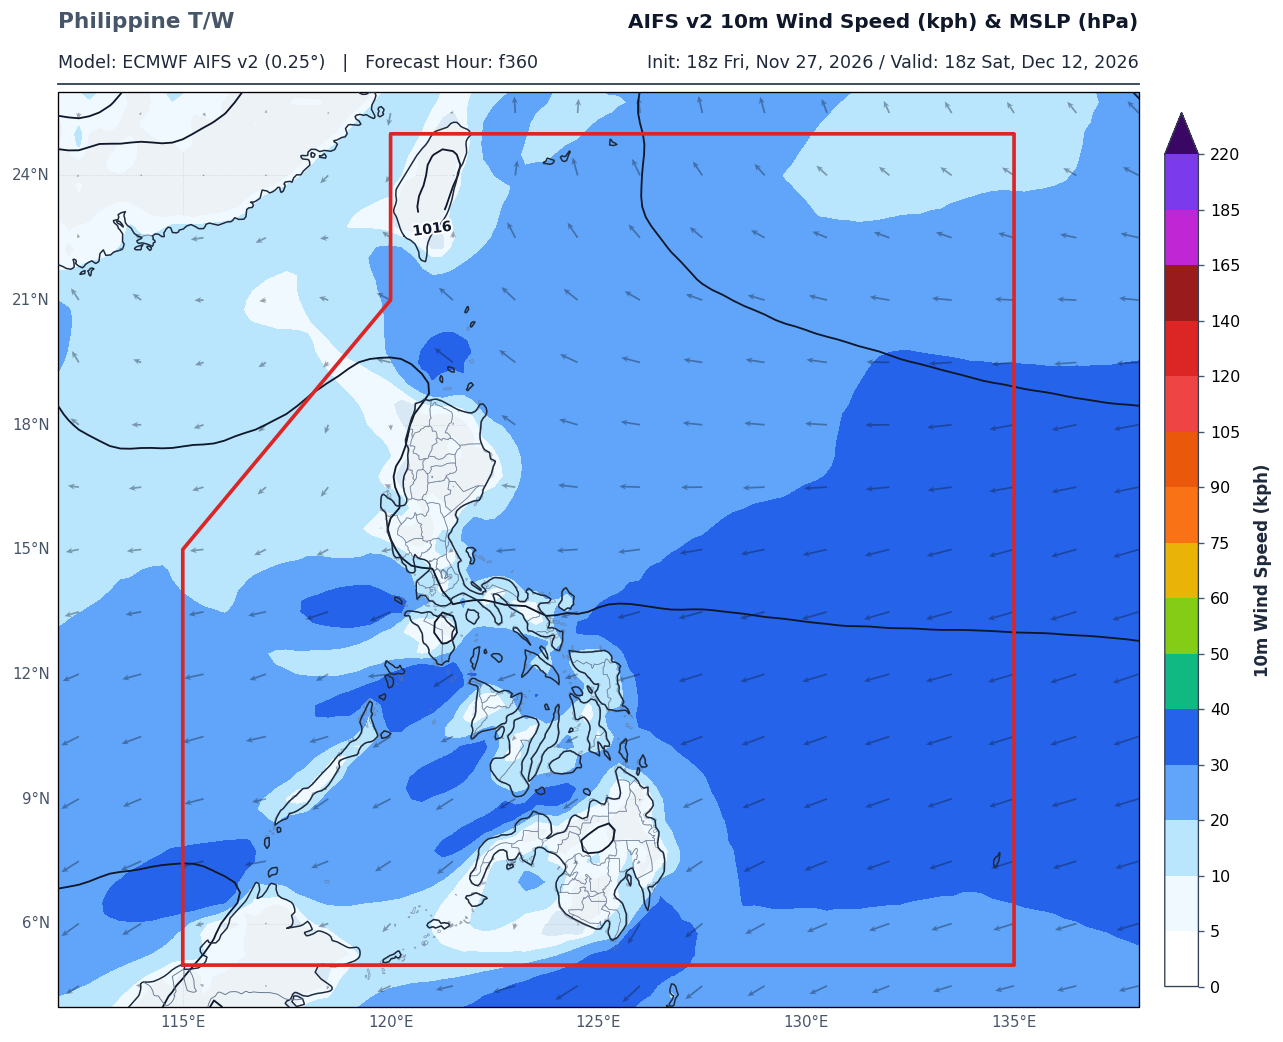 Philippine T/W
AIFS v2 10m Wind Speed (kph) & MSLP (hPa)
Model: ECMWF AIFS v2 (0.25°) | Forecast Hour: f360
Init: 18z Fri, Nov 27, 2026 / Valid: 18z Sat, Dec 12, 2026
24°N
21°N
18°N
15°N
12°N
9°N
6°N
1016
115°E
120°E
125°E
130°E
135°E
220
185
165
140
120
105
90
75
60
50
40
30
20
10
5
0
10m Wind Speed (kph)